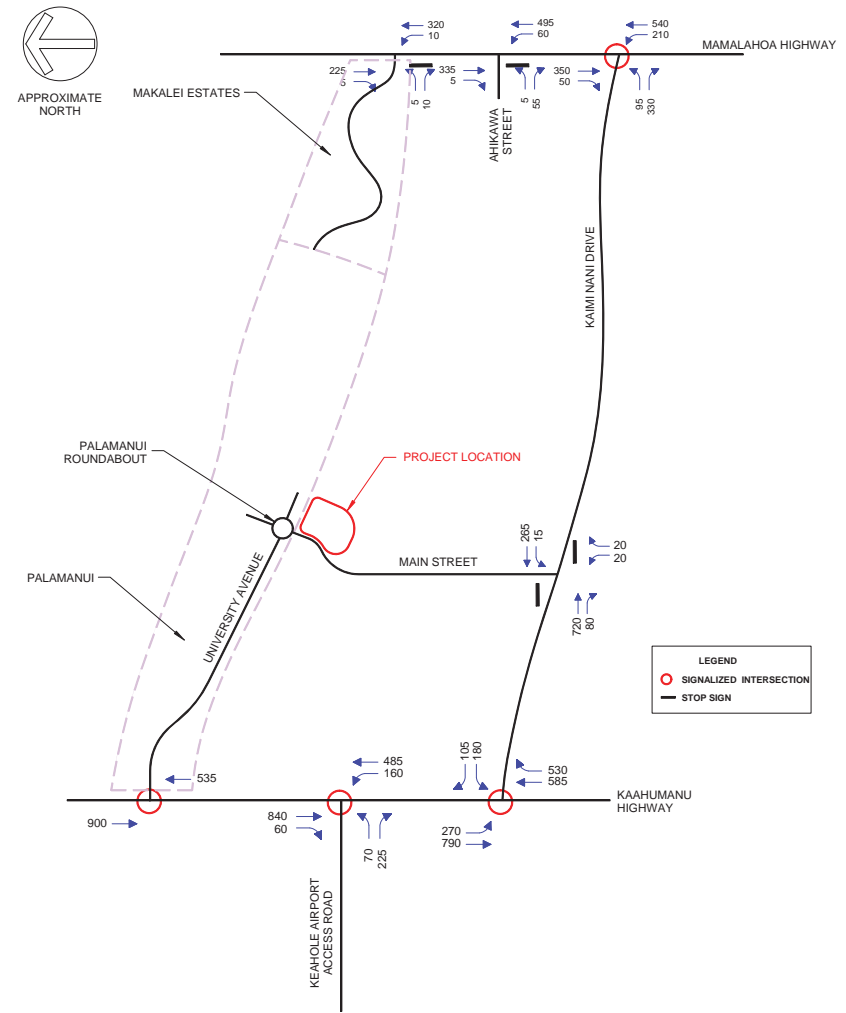 320
10
495
60
540
210
MAMALAHOA HIGHWAY
APPROXIMATE
NORTH
MAKALEI ESTATES
225
5
5
10
335
5
5
55
350
50
95
330
AHIKAWA
STREET
KAIMI NANI DRIVE
PALAMANUI
ROUNDABOUT
PROJECT LOCATION
265
15
MAIN STREET
20
20
PALAMANUI
UNIVERSITY AVENUE
720
80
LEGEND
SIGNALIZED INTERSECTION
STOP SIGN
535
485
160
105
180
530
585
KAAHUMANU
HIGHWAY
900
840
60
70
225
270
790
KEAHOLE AIRPORT
ACCESS ROAD